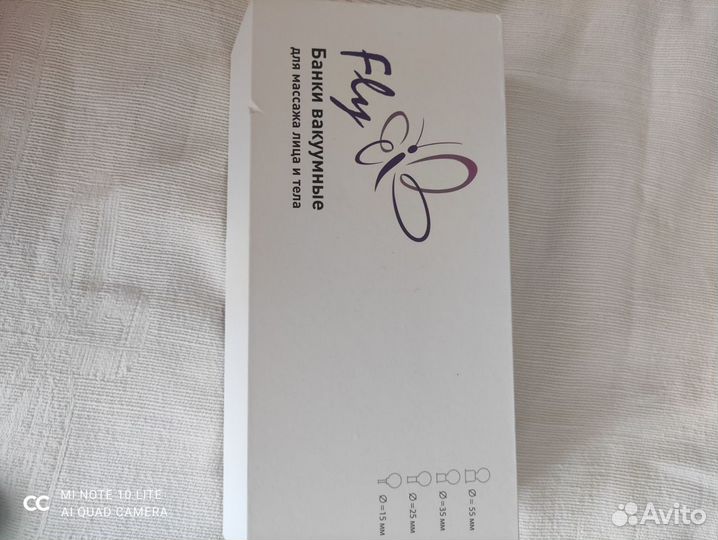 Fly
Банки вакуумные
для массажа лица и тела
Ø = 55 мм
Ø =35 мм
Ø =25 мм
Ø =15 мм
MI NOTE 10 LITE
AI QUAD CAMERA
Avito